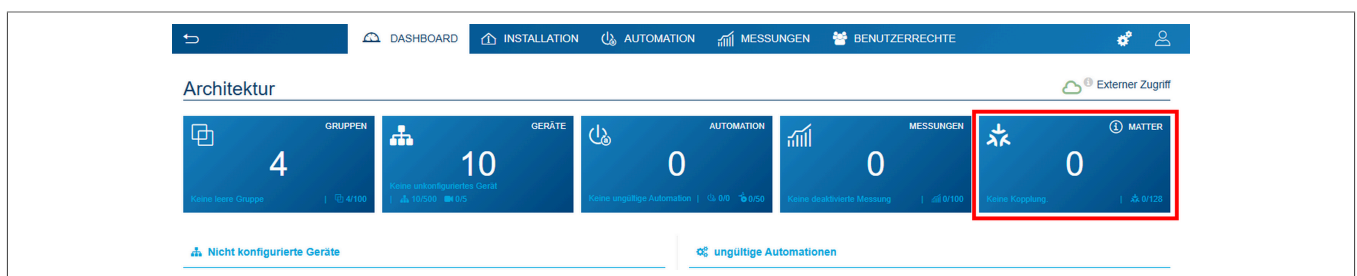 DASHBOARD INSTALLATION AUTOMATION MESSUNGEN BENUTZERRECHTE
Architektur
Externer Zugriff
GRUPPEN
4
Keine leere Gruppe | 4/100
GERÄTE
10
Keine unkonfiguriertes Gerät
| 10/500 0/5
AUTOMATION
0
Keine ungültige Automation | 0/0 0/50
MESSUNGEN
0
Keine deaktivierte Messung | 0/100
MATTER
0
Keine Kopplung | 0/128
Nicht konfigurierte Geräte
ungültige Automationen